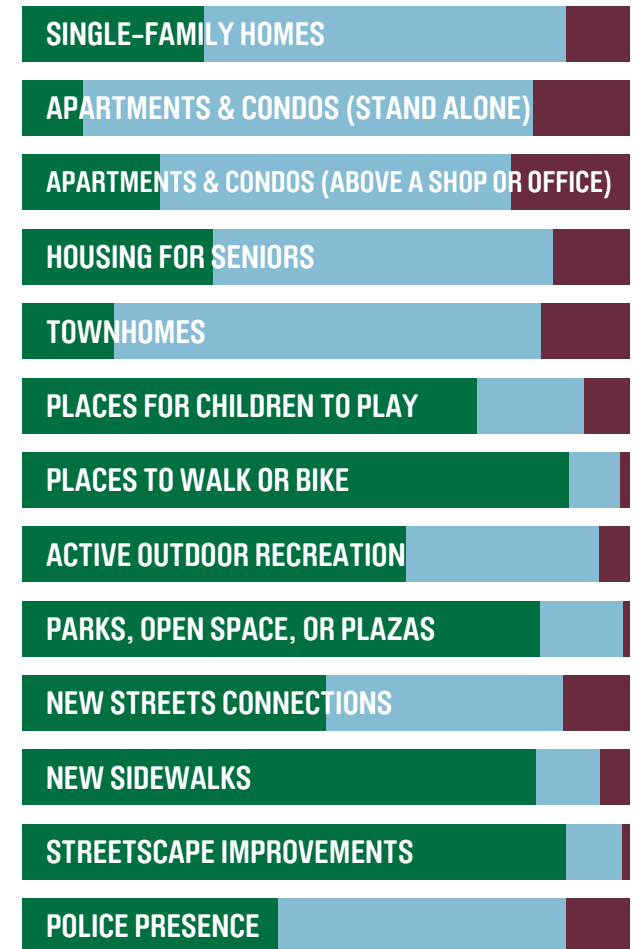 SINGLE-FAMILY HOMES
APARTMENTS & CONDOS (STAND ALONE)
APARTMENTS & CONDOS (ABOVE A SHOP OR OFFICE)
HOUSING FOR SENIORS
TOWNHOMES
PLACES FOR CHILDREN TO PLAY
PLACES TO WALK OR BIKE
ACTIVE OUTDOOR RECREATION
PARKS, OPEN SPACE, OR PLAZAS
NEW STREETS CONNECTIONS
NEW SIDEWALKS
STREETSCAPE IMPROVEMENTS
POLICE PRESENCE